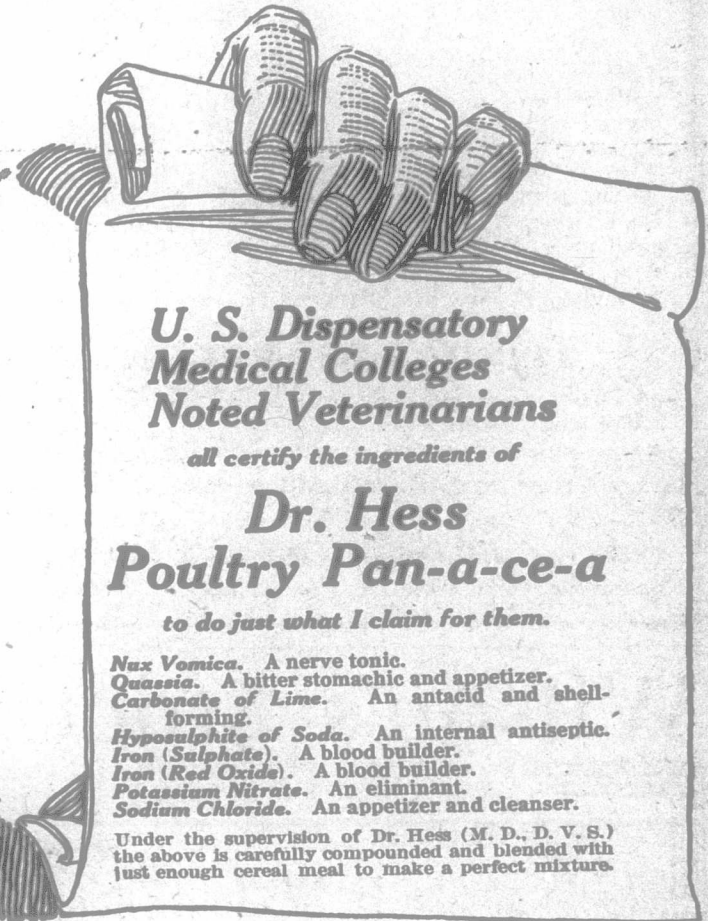 U. S. Dispensatory
Medical Colleges
Noted Veterinarians
all certify the ingredients of
Dr. Hess
Poultry Pan-a-ce-a
to do just what I claim for them.
Nux Vomica. A nerve tonic.
Quassia. A bitter stomachic and appetizer.
Carbonate of Lime. An antacid and shell-
forming.
Hyposulphite of Soda. An internal antiseptic.
Iron (Sulphate). A blood builder.
Iron (Red Oxide). A blood builder.
Potassium Nitrate. An eliminant.
Sodium Chloride. An appetizer and cleanser.
Under the supervision of Dr. Hess (M. D., D. V. S.)
the above is carefully compounded and blended with
just enough cereal meal to make a perfect mixture.